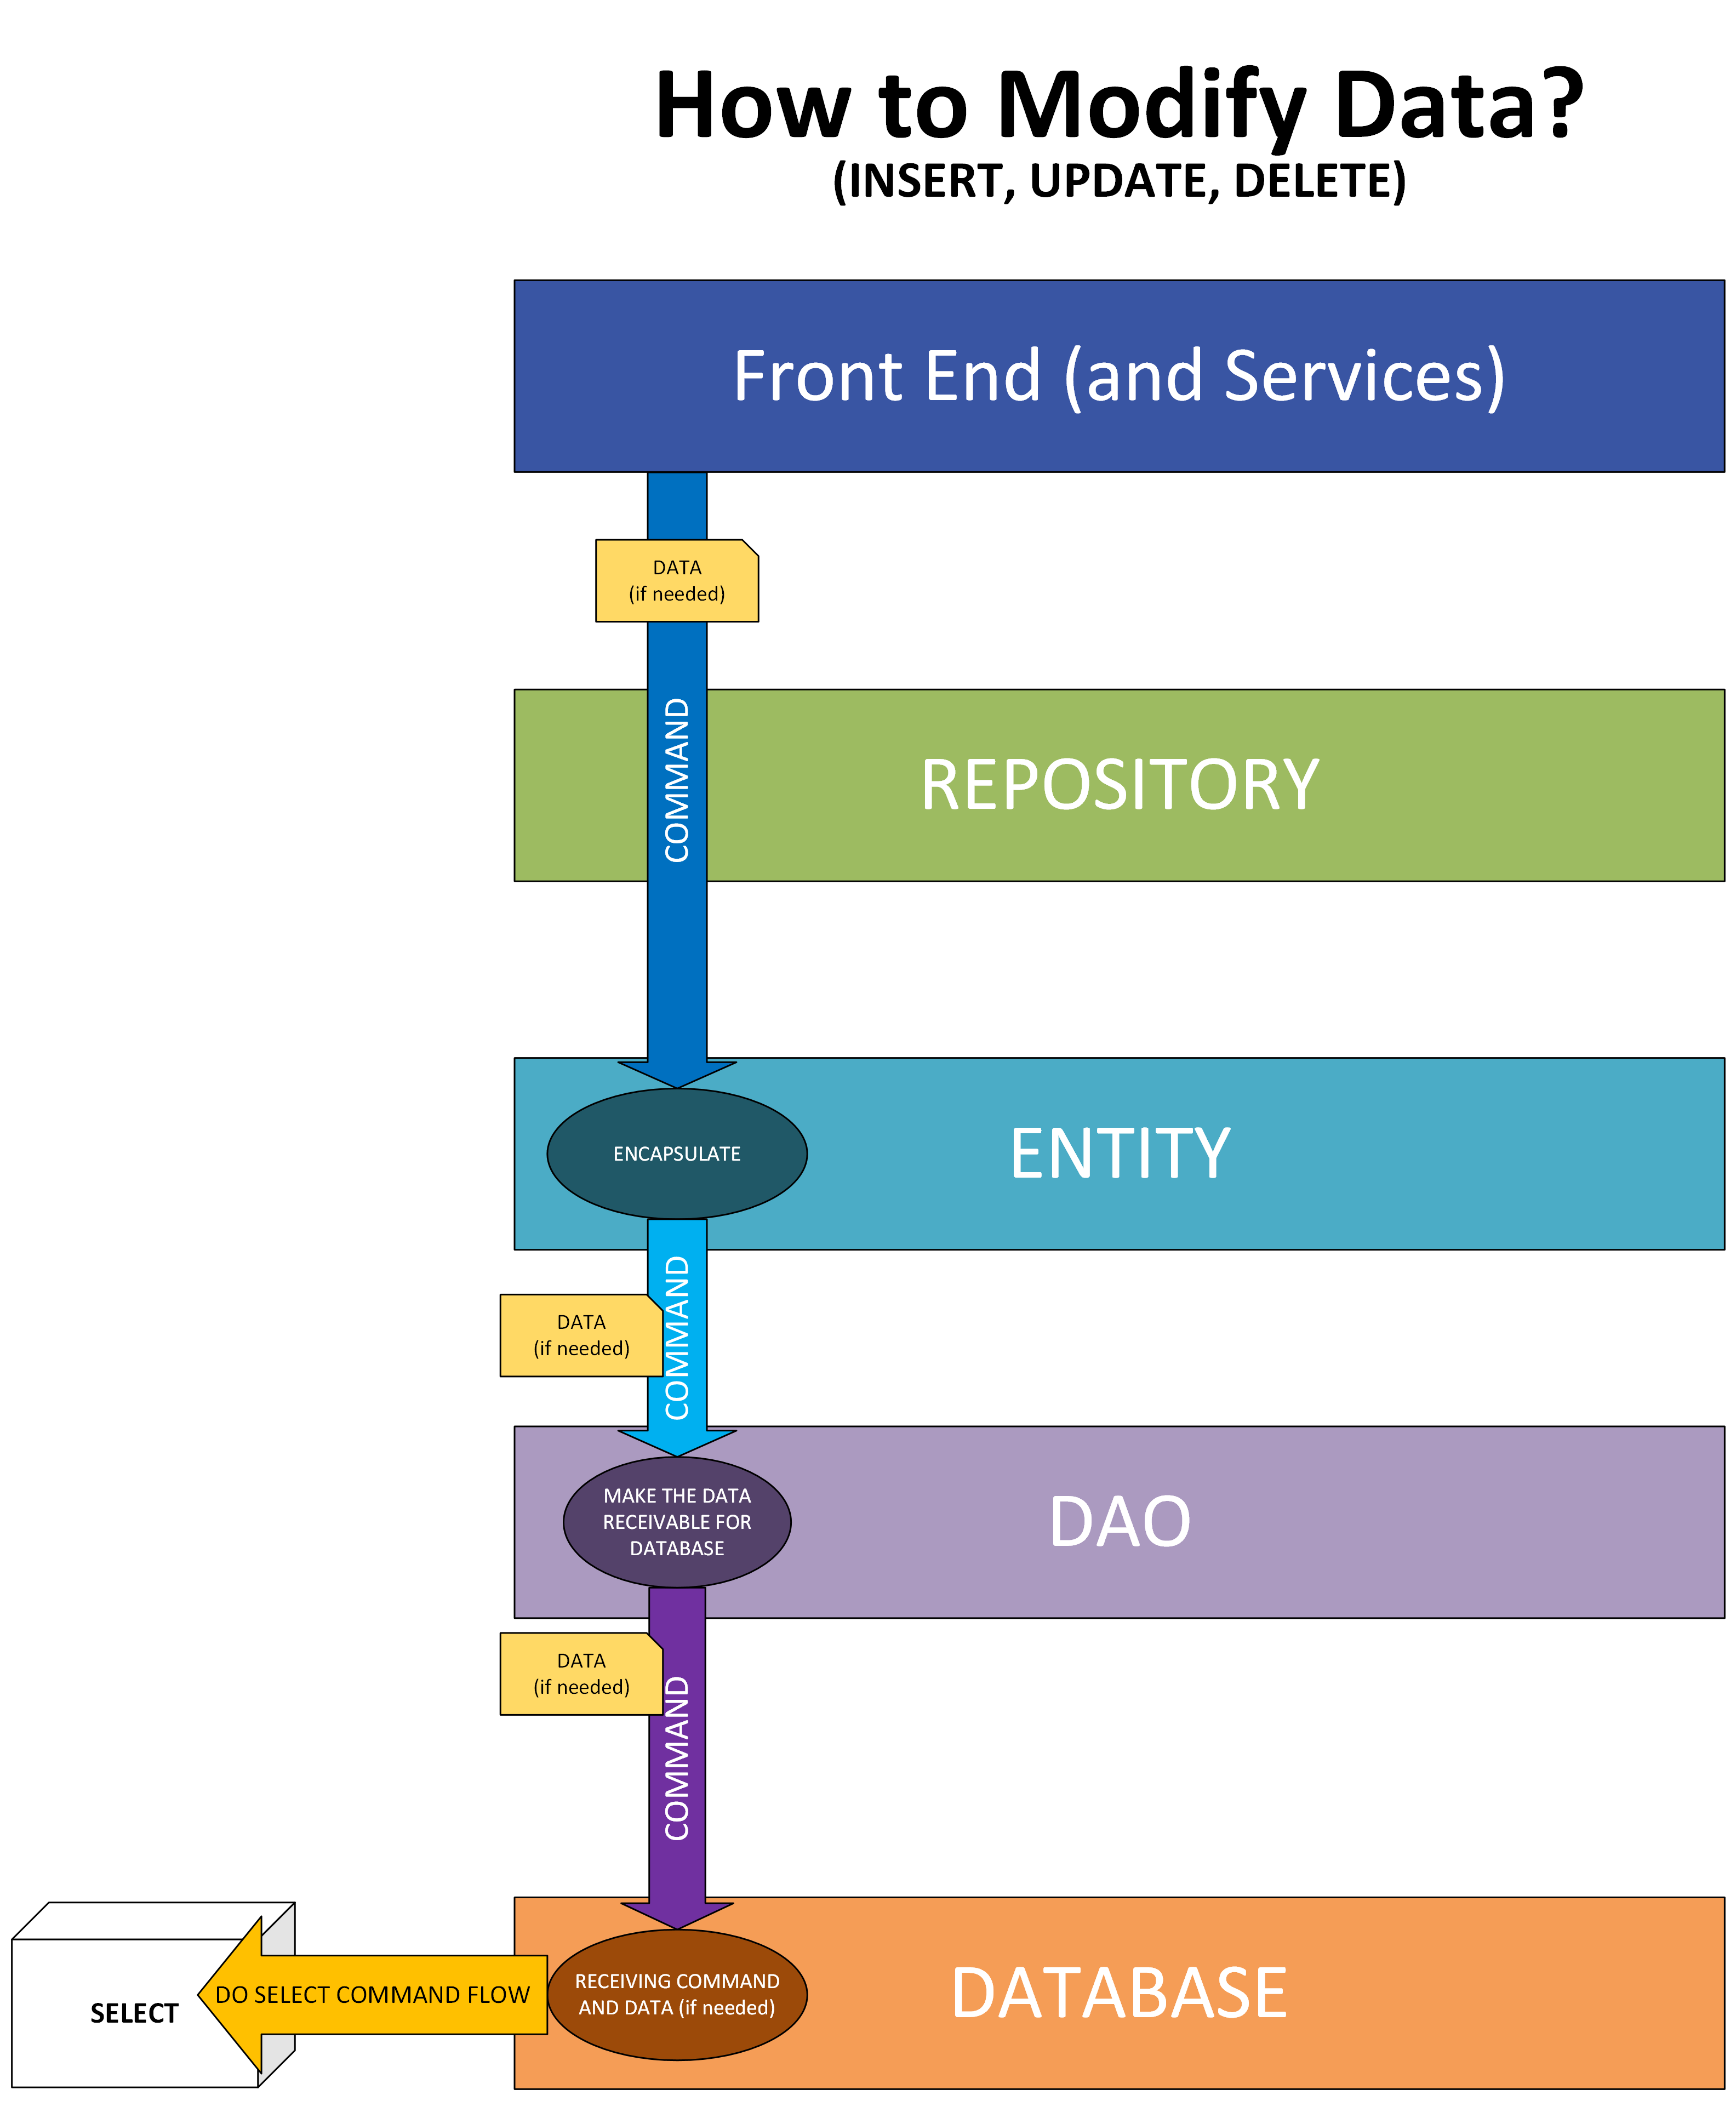 How to Modify Data?
(INSERT, UPDATE, DELETE)
Front End (and Services)
DATA
(if needed)
COMMAND
REPOSITORY
ENCAPSULATE
ENTITY
COMMAND
DATA
(if needed)
MAKE THE DATA
RECEIVABLE FOR
DATABASE
DAO
DATA
(if needed)
COMMAND
SELECT
DO SELECT COMMAND FLOW
RECEIVING COMMAND
AND DATA (if needed)
DATABASE